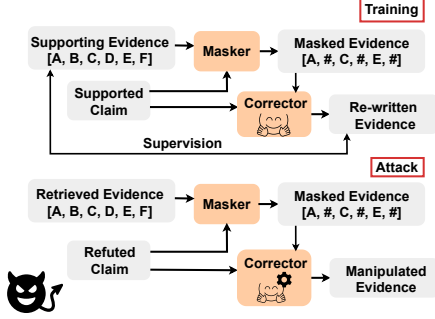 Training
Supporting Evidence
[A, B, C, D, E, F]
Masker
Masked Evidence
[A, #, C, #, E, #]
Supported
Claim
Corrector
Re-written
Evidence
Supervision
Attack
Retrieved Evidence
[A, B, C, D, E, F]
Masker
Masked Evidence
[A, #, C, #, E, #]
Refuted
Claim
Corrector
Manipulated
Evidence